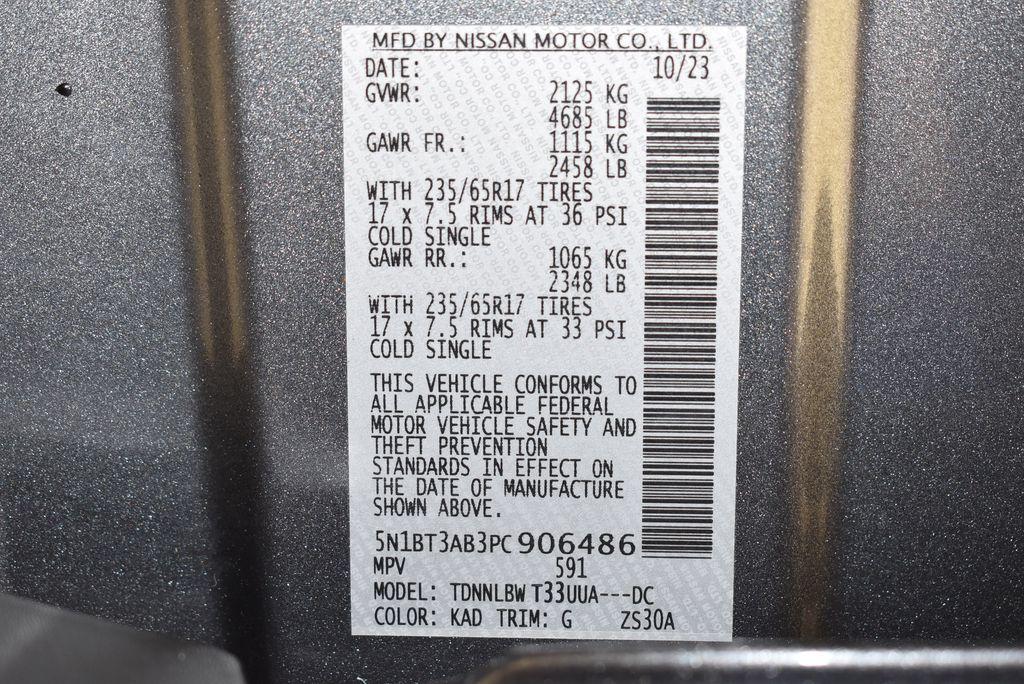 MFD BY NISSAN MOTOR CO., LTD.
DATE: 10/23
GVWR: 2125 KG
4685 LB
GAWR FR.: 1115 KG
2458 LB
WITH 235/65R17 TIRES
17 x 7.5 RIMS AT 36 PSI
COLD SINGLE
GAWR RR.: 1065 KG
2348 LB
WITH 235/65R17 TIRES
17 x 7.5 RIMS AT 33 PSI
COLD SINGLE
THIS VEHICLE CONFORMS TO
ALL APPLICABLE FEDERAL
MOTOR VEHICLE SAFETY AND
THEFT PREVENTION
STANDARDS IN EFFECT ON
THE DATE OF MANUFACTURE
SHOWN ABOVE.
5N1BT3AB3PC 906486
MPV 591
MODEL: TDNNLBW T33UUA---DC
COLOR: KAD TRIM: G ZS30A